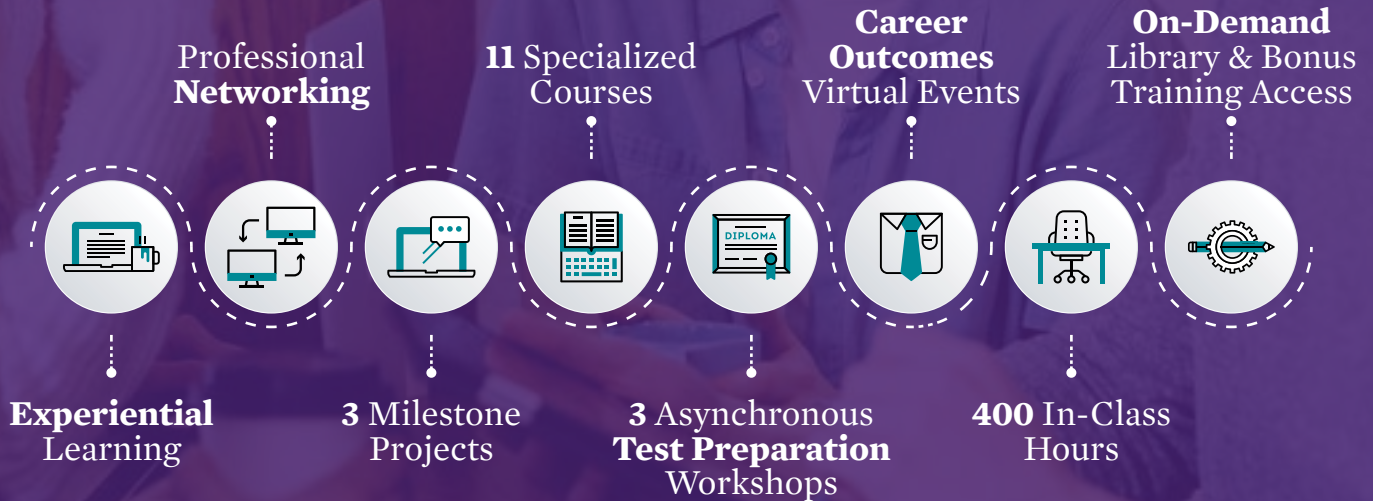 Experiential
Learning
Professional
Networking
3 Milestone
Projects
11 Specialized
Courses
DIPLOMA
3 Asynchronous
Test Preparation
Workshops
Career
Outcomes
Virtual Events
400 In-Class
Hours
On-Demand
Library & Bonus
Training Access